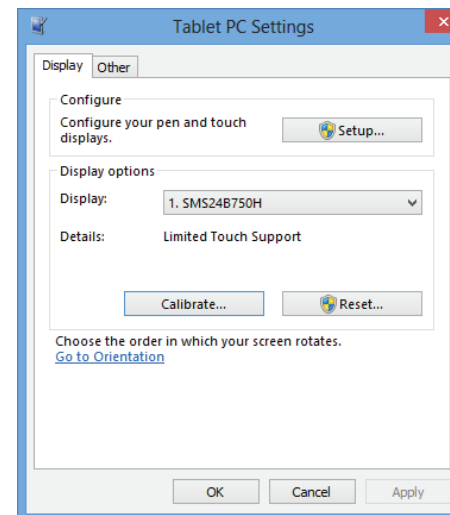 Tablet PC Settings
Display Other
Configure
Configure your pen and touch
displays.
Setup...
Display options
Display: 1. SMS24B750H
Details: Limited Touch Support
Calibrate... Reset...
Choose the order in which your screen rotates.
Go to Orientation
OK Cancel Apply